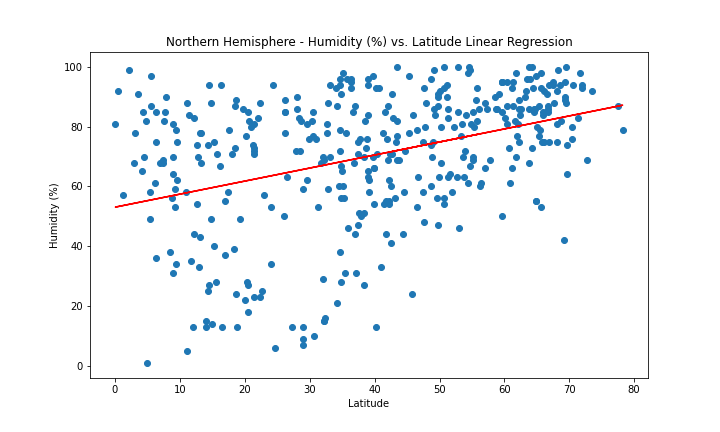 Northern Hemisphere - Humidity (%) vs. Latitude Linear Regression
100
80
60
40
20
0
Humidity (%)
0 10 20 30 40 50 60 70 80
Latitude